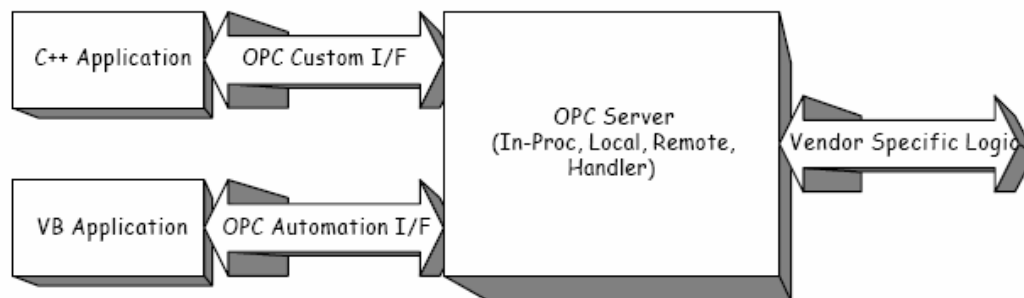 C++ Application
OPC Custom I/F
OPC Server
(In-Proc, Local, Remote,
Handler)
Vendor Specific Logic
VB Application
OPC Automation I/F